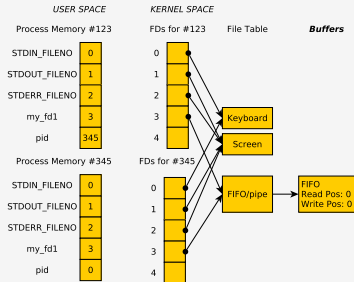 USER SPACE
KERNEL SPACE
Process Memory #123
FDs for #123
File Table
Buffers
STDIN_FILENO 0
STDOUT_FILENO 1
STDERR_FILENO 2
my_fd1 3
pid 345
0
1
2
3
4
Keyboard
Screen
FIFO/pipe
FIFO
Read Pos: 0
Write Pos: 0
Process Memory #345
FDs for #345
STDIN_FILENO 0
STDOUT_FILENO 1
STDERR_FILENO 2
my_fd1 3
pid 0
0
1
2
3
4